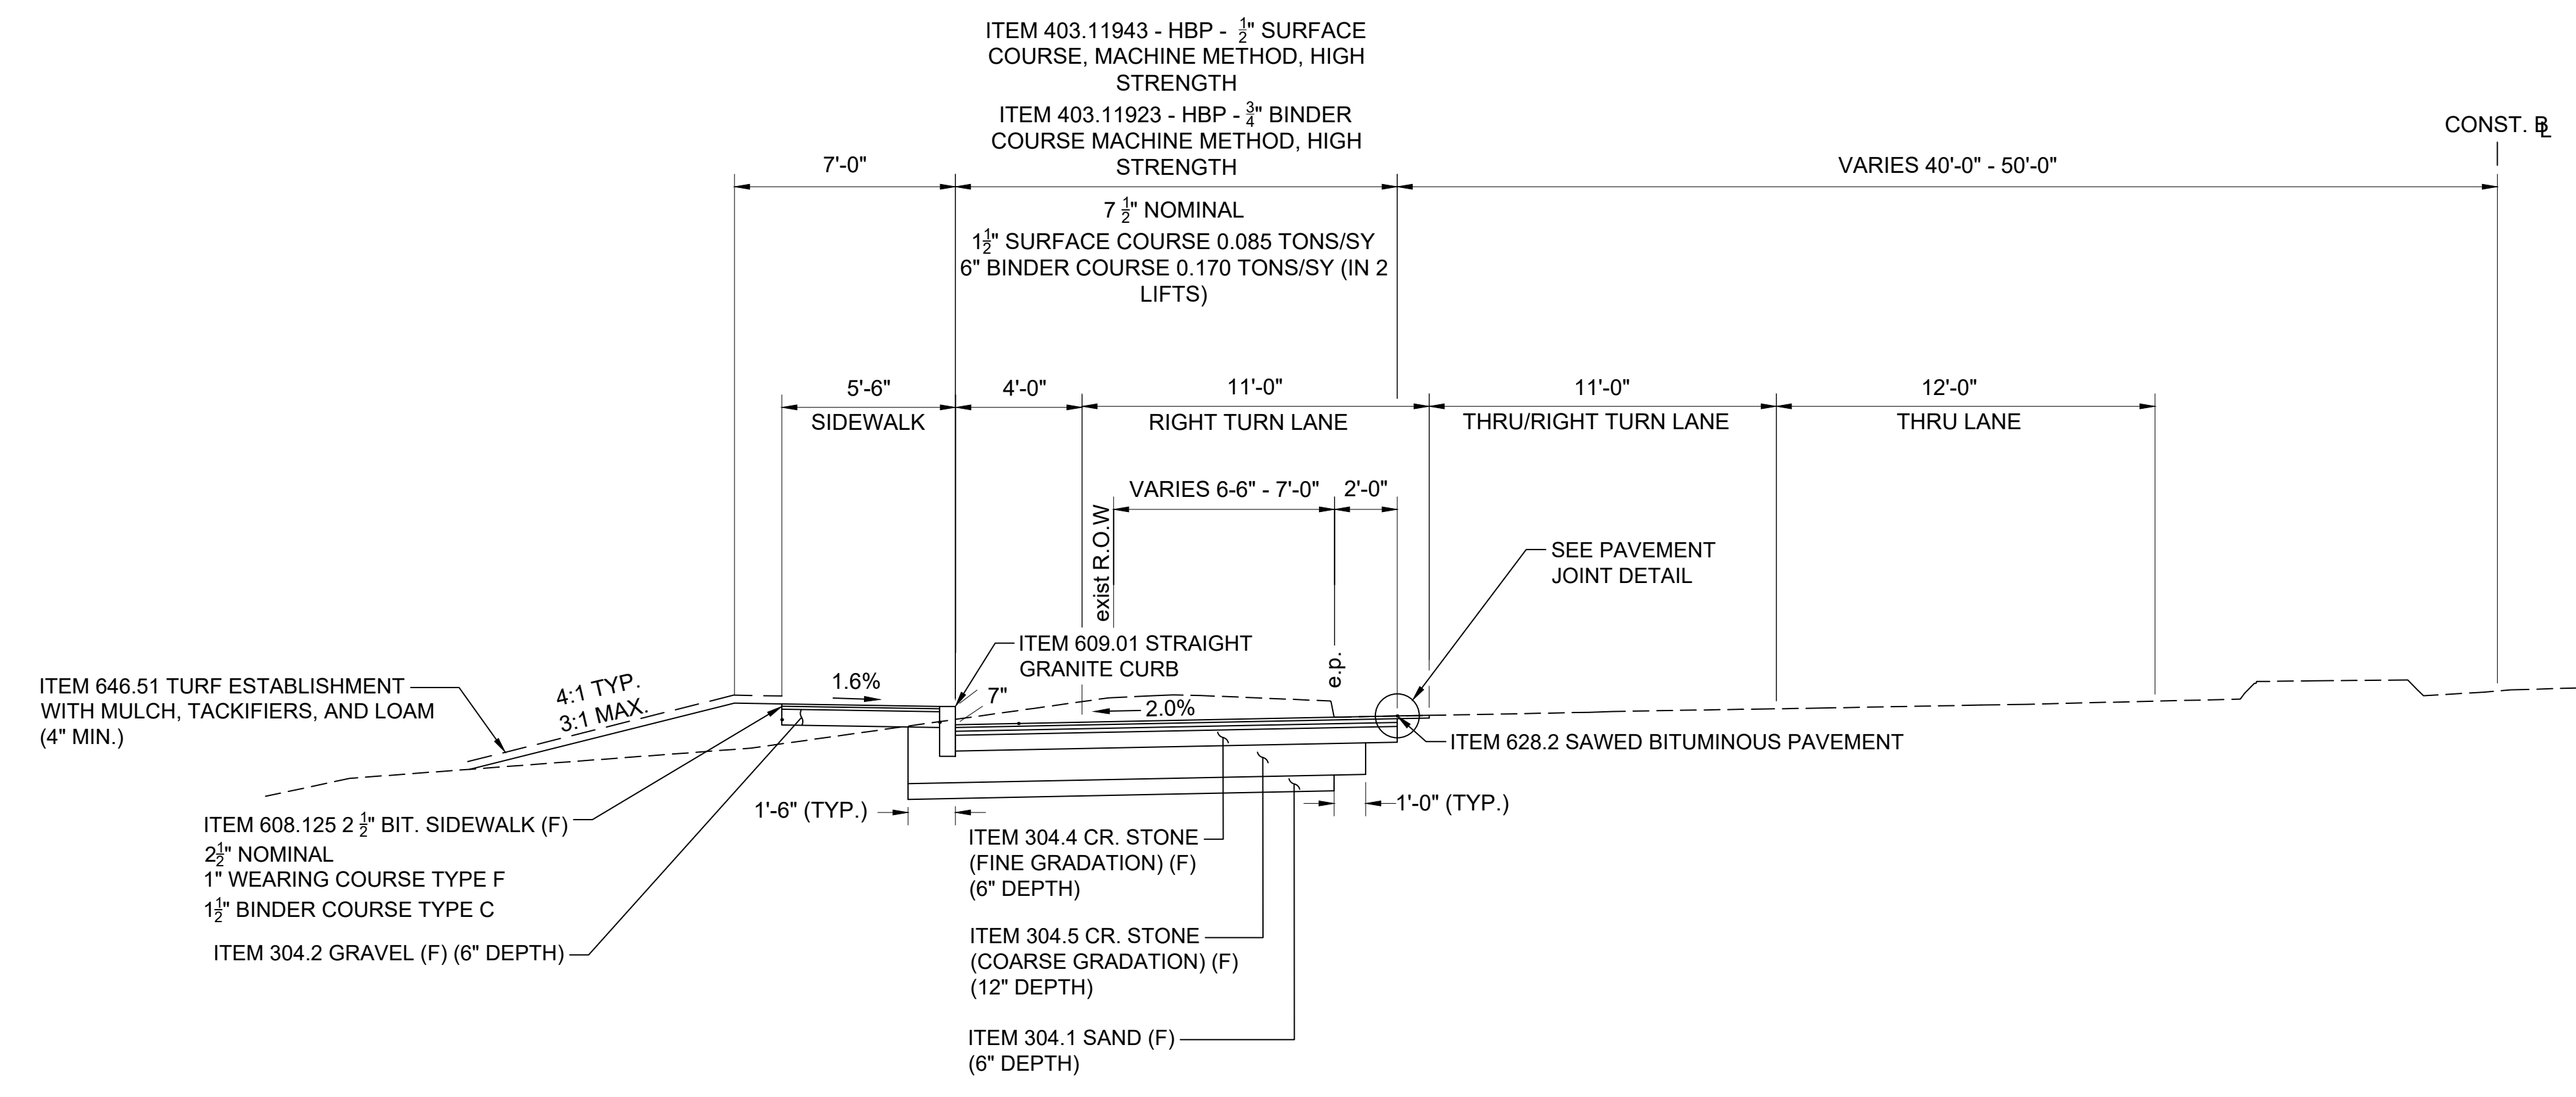 ITEM 403.11943 - HBP - 1/2" SURFACE
COURSE, MACHINE METHOD, HIGH
STRENGTH
ITEM 403.11923 - HBP - 3/4" BINDER
COURSE MACHINE METHOD, HIGH
STRENGTH
CONST. BL
7'-0"
VARIES 40'-0" - 50'-0"
7 1/2" NOMINAL
1 1/2" SURFACE COURSE 0.085 TONS/SY
6" BINDER COURSE 0.170 TONS/SY (IN 2
LIFTS)
5'-6"
SIDEWALK
4'-0"
11'-0"
RIGHT TURN LANE
11'-0"
THRU/RIGHT TURN LANE
12'-0"
THRU LANE
VARIES 6-6" - 7'-0"
2'-0"
exist R.O.W
e.p.
SEE PAVEMENT
JOINT DETAIL
ITEM 609.01 STRAIGHT
GRANITE CURB
7"
ITEM 646.51 TURF ESTABLISHMENT
WITH MULCH, TACKIFIERS, AND LOAM
(4" MIN.)
4:1 TYP.
3:1 MAX.
1.6%
2.0%
ITEM 628.2 SAWED BITUMINOUS PAVEMENT
1'-6" (TYP.)
1'-0" (TYP.)
ITEM 608.125 2 1/2" BIT. SIDEWALK (F)
2 1/2" NOMINAL
1" WEARING COURSE TYPE F
1 1/2" BINDER COURSE TYPE C
ITEM 304.2 GRAVEL (F) (6" DEPTH)
ITEM 304.4 CR. STONE
(FINE GRADATION) (F)
(6" DEPTH)
ITEM 304.5 CR. STONE
(COARSE GRADATION) (F)
(12" DEPTH)
ITEM 304.1 SAND (F)
(6" DEPTH)